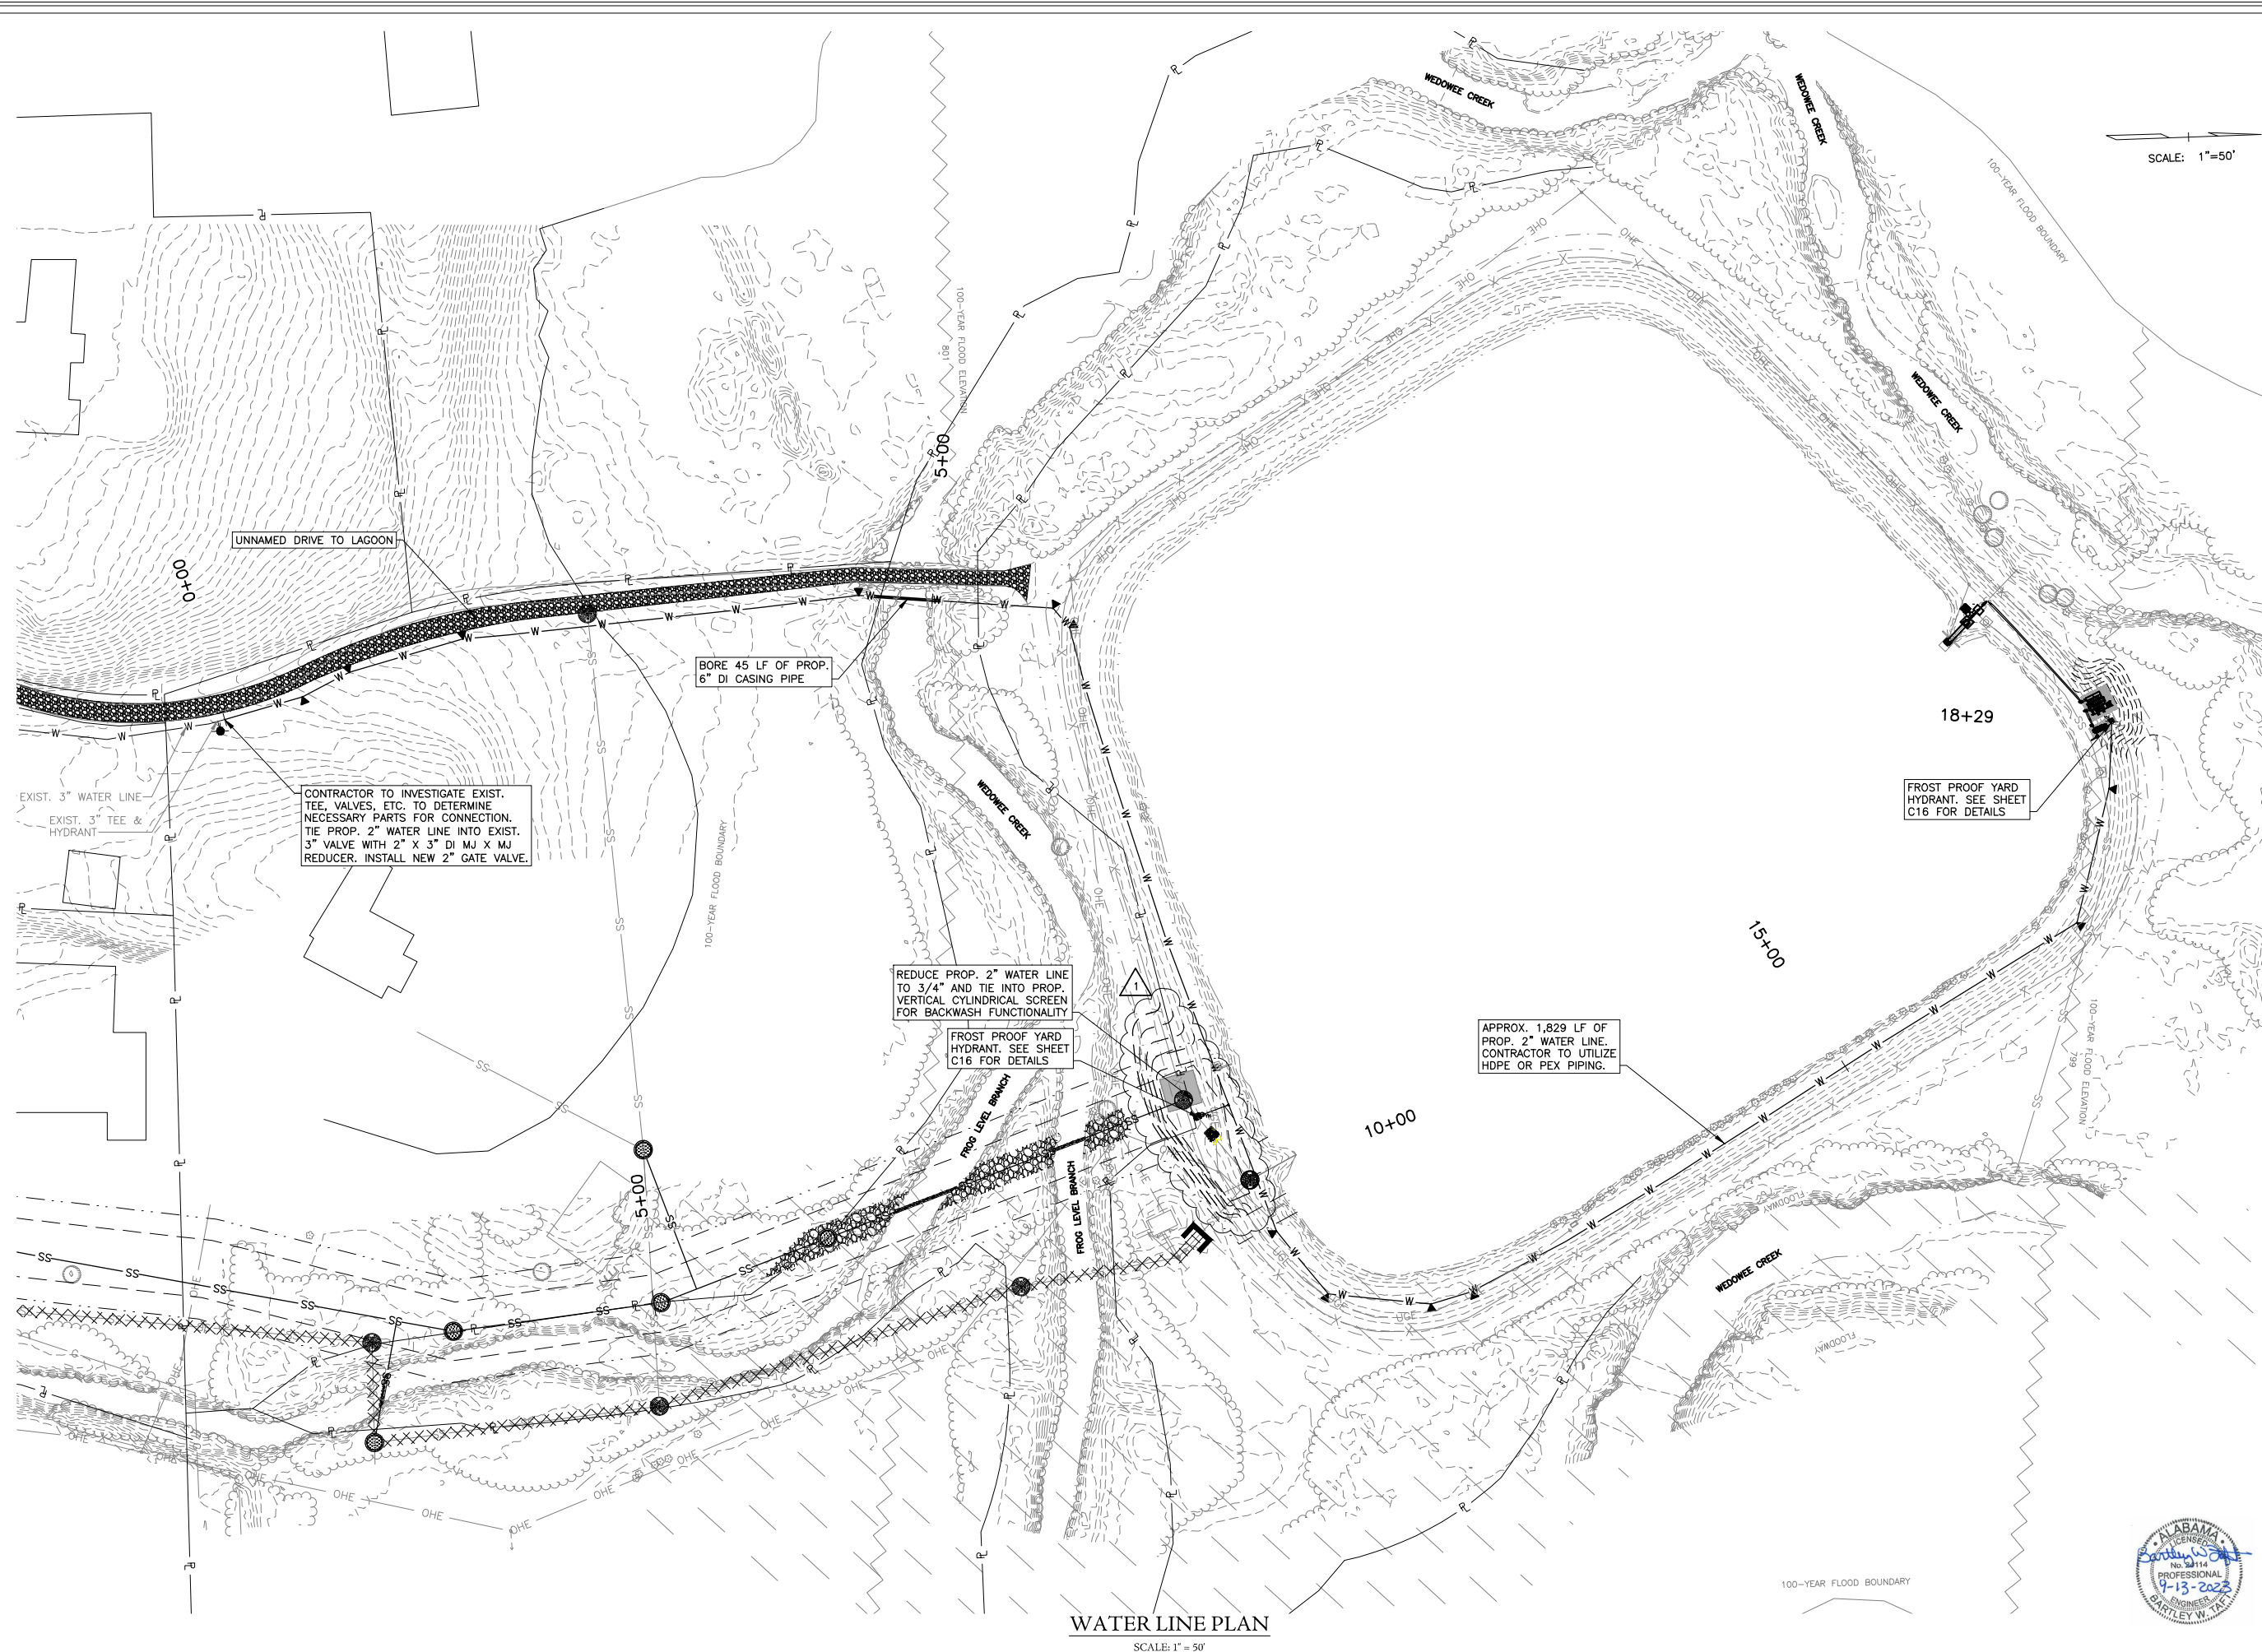 WEDOWEE CREEK
WEDOWEE CREEK
SCALE: 1"=50'
100-YEAR FLOOD BOUNDARY
100-YEAR FLOOD ELEVATION
801
WEDOWEE CREEK
5+00
UNNAMED DRIVE TO LAGOON
0+00
BORE 45 LF OF PROP.
6" DI CASING PIPE
18+29
FROST PROOF YARD
HYDRANT. SEE SHEET
C16 FOR DETAILS
EXIST. 3" WATER LINE
EXIST. 3" TEE &
HYDRANT
CONTRACTOR TO INVESTIGATE EXIST.
TEE, VALVES, ETC. TO DETERMINE
NECESSARY PARTS FOR CONNECTION.
TIE PROP. 2" WATER LINE INTO EXIST.
3" VALVE WITH 2" X 3" DI MJ X MJ
REDUCER. INSTALL NEW 2" GATE VALVE.
WEDOWEE CREEK
100-YEAR FLOOD BOUNDARY
15+00
REDUCE PROP. 2" WATER LINE
TO 3/4" AND TIE INTO PROP.
VERTICAL CYLINDRICAL SCREEN
FOR BACKWASH FUNCTIONALITY
1
FROST PROOF YARD
HYDRANT. SEE SHEET
C16 FOR DETAILS
APPROX. 1,829 LF OF
PROP. 2" WATER LINE.
CONTRACTOR TO UTILIZE
HDPE OR PEX PIPING.
100-YEAR FLOOD ELEVATION
799
10+00
FROG LEVEL BRANCH
FROG LEVEL BRANCH
5+00
FLOODWAY
WEDOWEE CREEK
FLOODWAY
OHE
SS
W
100-YEAR FLOOD BOUNDARY
ALABAMA
LICENSED
No. 24114
PROFESSIONAL
9-13-2023
ENGINEER
BARTLEY W. TAFT
WATER LINE PLAN
SCALE: 1" = 50'